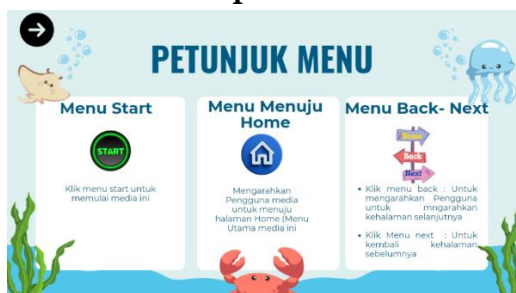 PETUNJUK MENU
Menu Start
START
Klik menu start untuk
memulai media ini
Menu Menuju
Home
Mengarahkan
Pengguna media
untuk menuju
halaman Home (Menu
Utama media ini
Menu Back- Next
Home
Back
Next
• Klik menu back : Untuk
mengarahkan Pengguna
untuk mngarahkan
kehalaman selanjutnya
• Klik Menu next : Untuk
kembali kehalaman
sebelumnya